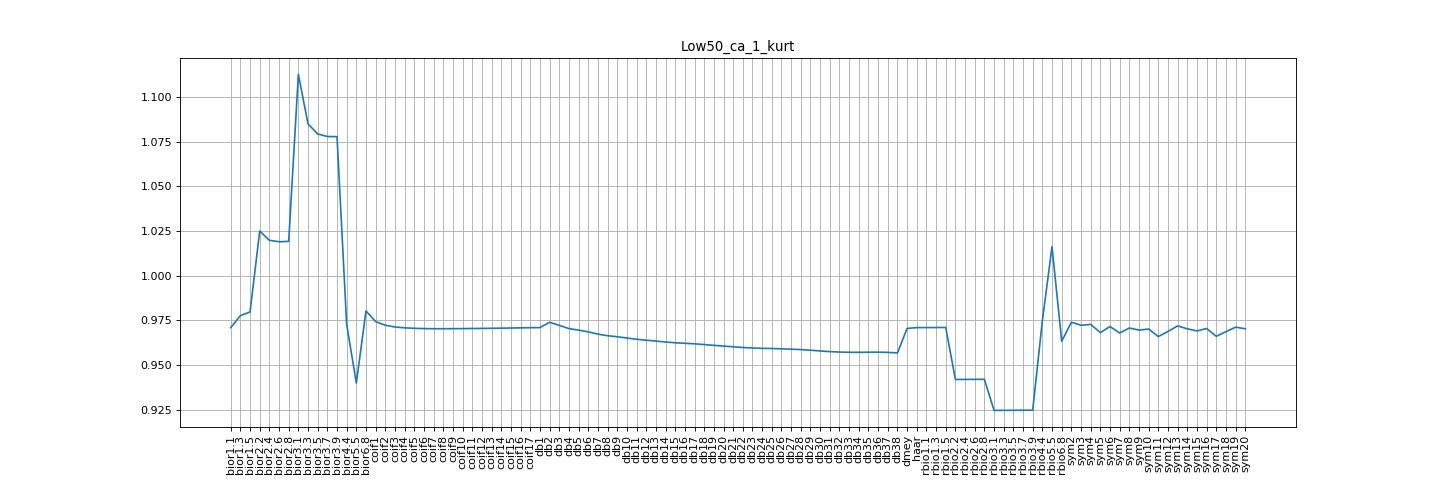 Low50_ca_1_kurt
1.100
1.075
1.050
1.025
1.000
0.975
0.950
0.925
bior1.1
bior1.3
bior1.5
bior2.2
bior2.4
bior2.6
bior2.8
bior3.1
bior3.3
bior3.5
bior3.7
bior3.9
bior4.4
bior5.5
bior6.8
coif1
coif2
coif3
coif4
coif5
coif6
coif7
coif8
coif9
coif10
coif11
coif12
coif13
coif14
coif15
coif16
coif17
db1
db2
db3
db4
db5
db6
db7
db8
db9
db10
db11
db12
db13
db14
db15
db16
db17
db18
db19
db20
db21
db22
db23
db24
db25
db26
db27
db28
db29
db30
db31
db32
db33
db34
db35
db36
db37
db38
dmey
haar
rbio1.1
rbio1.3
rbio1.5
rbio2.2
rbio2.4
rbio2.6
rbio2.8
rbio3.1
rbio3.3
rbio3.5
rbio3.7
rbio3.9
rbio4.4
rbio5.5
rbio6.8
sym2
sym3
sym4
sym5
sym6
sym7
sym8
sym9
sym10
sym11
sym12
sym13
sym14
sym15
sym16
sym17
sym18
sym19
sym20